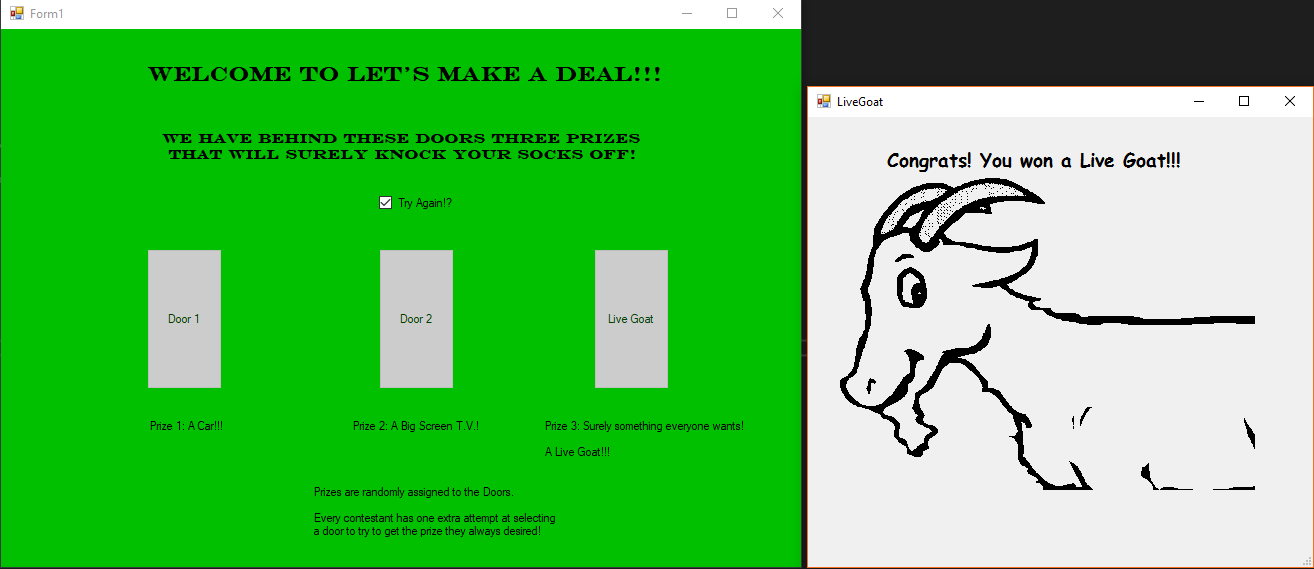 Form1
WELCOME TO LET'S MAKE A DEAL!!!
WE HAVE BEHIND THESE DOORS THREE PRIZES
THAT WILL SURELY KNOCK YOUR SOCKS OFF!
Try Again!?
Door 1
Door 2
Live Goat
Prize 1: A Car!!!
Prize 2: A Big Screen T.V.!
Prize 3: Surely something everyone wants!
A Live Goat!!!
Prizes are randomly assigned to the Doors.
Every contestant has one extra attempt at selecting
a door to try to get the prize they always desired!
LiveGoat
Congrats! You won a Live Goat!!!